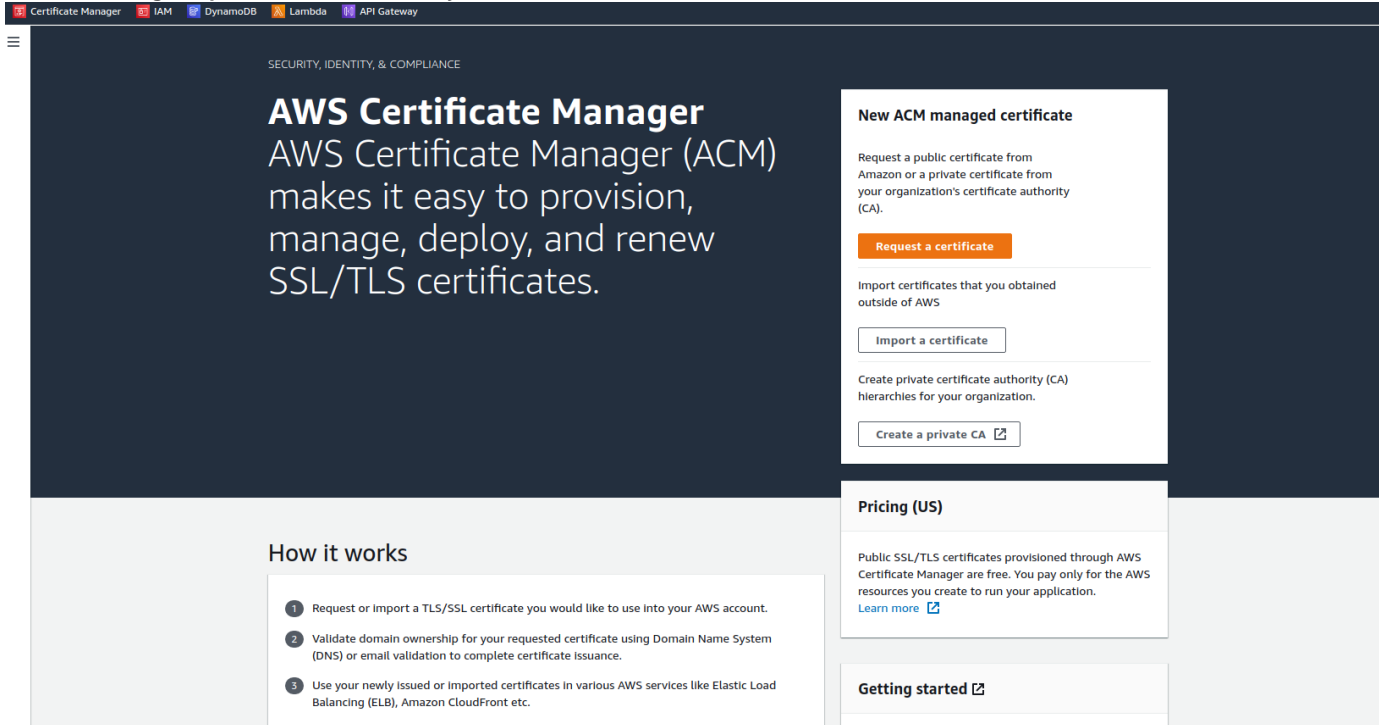 Certificate Manager IAM DynamoDB Lambda API Gateway
SECURITY, IDENTITY, & COMPLIANCE
AWS Certificate Manager
AWS Certificate Manager (ACM)
makes it easy to provision,
manage, deploy, and renew
SSL/TLS certificates.
New ACM managed certificate
Request a public certificate from
Amazon or a private certificate from
your organization's certificate authority
(CA).
Request a certificate
Import certificates that you obtained
outside of AWS
Import a certificate
Create private certificate authority (CA)
hierarchies for your organization.
Create a private CA
Pricing (US)
Public SSL/TLS certificates provisioned through AWS
Certificate Manager are free. You pay only for the AWS
resources you create to run your application.
Learn more
How it works
1 Request or import a TLS/SSL certificate you would like to use into your AWS account.
2 Validate domain ownership for your requested certificate using Domain Name System
(DNS) or email validation to complete certificate issuance.
3 Use your newly issued or imported certificates in various AWS services like Elastic Load
Balancing (ELB), Amazon CloudFront etc.
Getting started